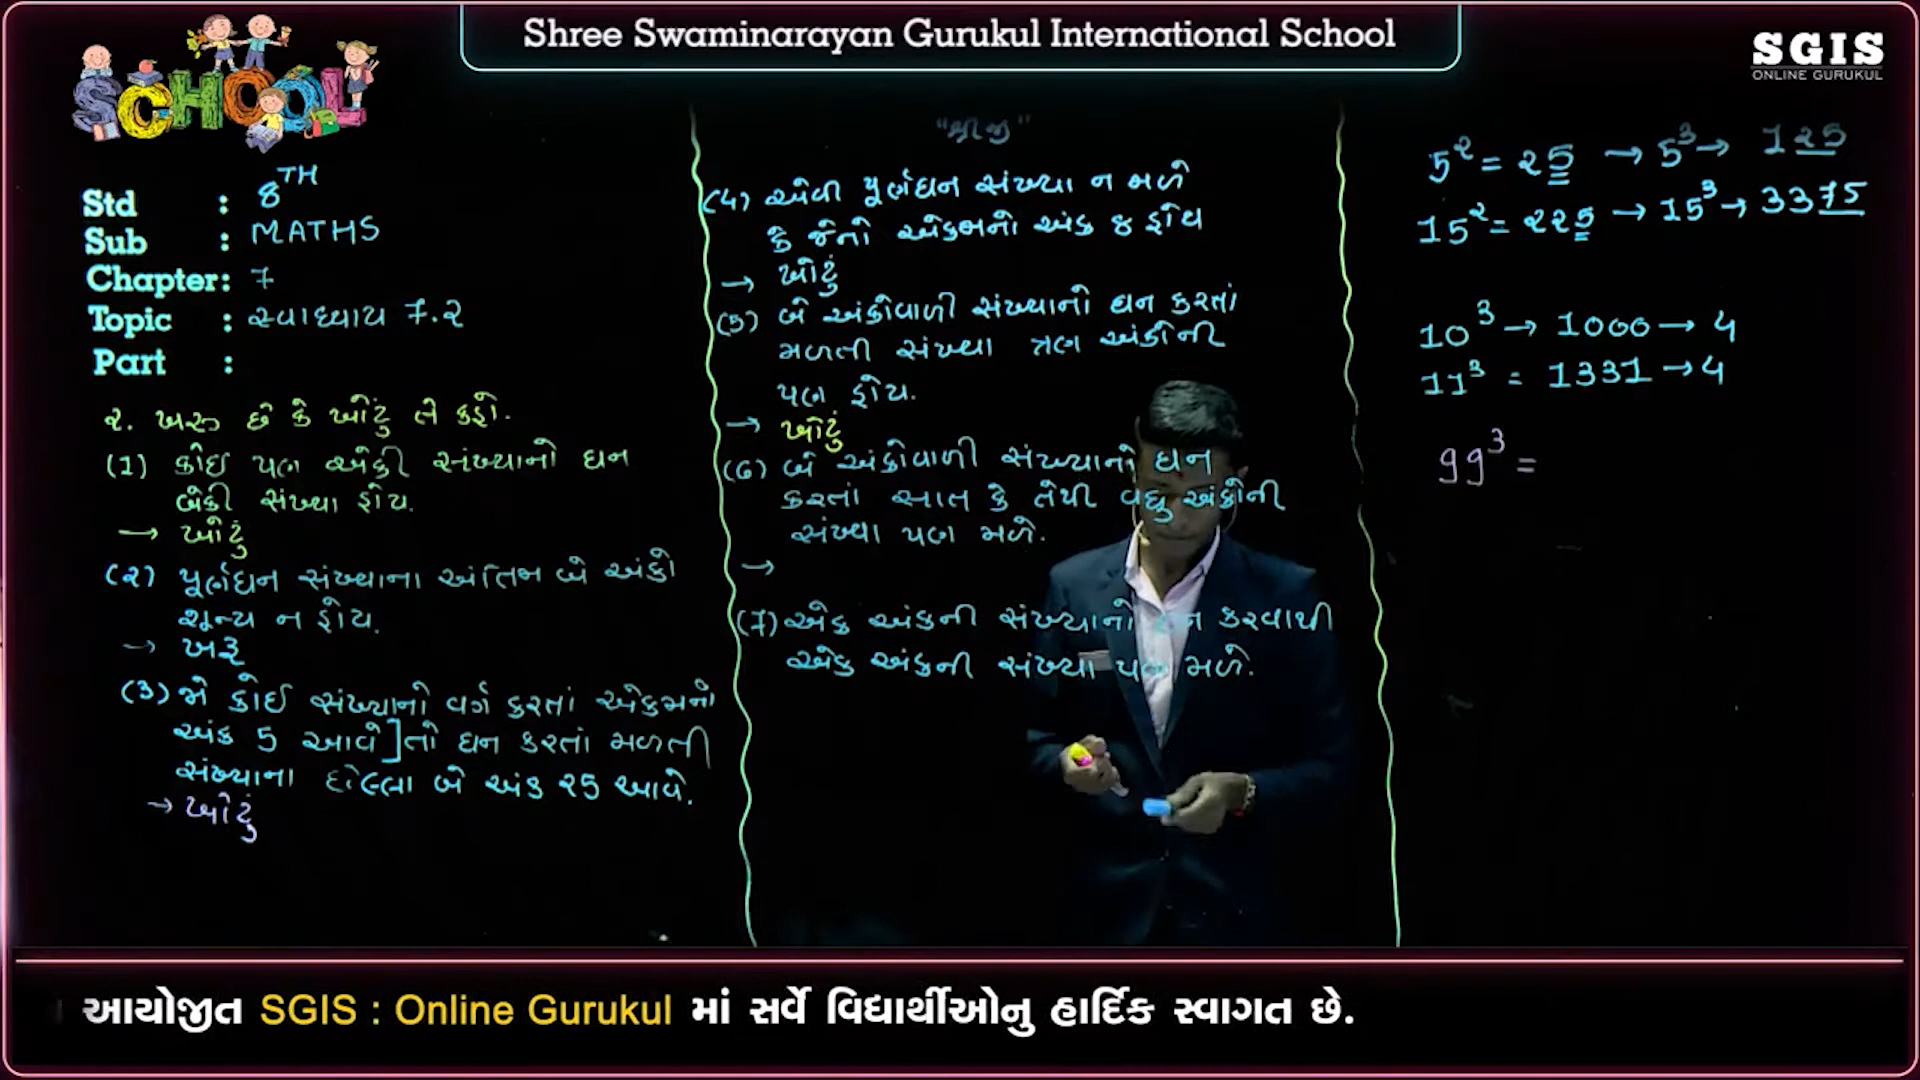 Shree Swaminarayan Gurukul International School
SGIS
ONLINE GURUKUL
SCHOOL
Std : 8TH
Sub : MATHS
Chapter: 7
Topic : સ્વાધ્યાય 7.2
Part :
૨. ખરૂ છે કે ખોટું તે કહો.
(1) કોઈ પણ એકી સંખ્યાનો ઘન
બેકી સંખ્યા હોય.
→ ખોટું
(2) પૂર્ણઘન સંખ્યાના અંતિમ બે અંકો
શૂન્ય ન હોય.
→ ખરૂ
(3) જો કોઈ સંખ્યાનો વર્ગ કરતાં એકમનો
અંક 5 આવે]તો ઘન કરતાં મળતી
સંખ્યાના છેલ્લા બે અંક ૨5 આવે.
→ ખોટું
"શ્રીજી"
(4) એવી પૂર્ણઘન સંખ્યા ન મળે
કે જેનો એકમનો અંક 8 હોય
→ ખોટું
(5) બે અંકોવાળી સંખ્યાનો ઘન કરતાં
મળતી સંખ્યા ત્રણ અંકોની
પણ હોય.
→ ખોટું
(6) બે અંકોવાળી સંખ્યાનો ઘન
કરતાં સાત કે તેથી વધુ અંકોની
સંખ્યા પણ મળે.
→
(7) એક અંકની સંખ્યાનો ઘન કરવાથી
એક અંકની સંખ્યા પણ મળે.
5² = 25 → 5³ → 125
15² = 225 → 15³ → 3375
10³ → 1000 → 4
11³ = 1331 → 4
99³ =
આયોજીત SGIS : Online Gurukul માં સર્વે વિદ્યાર્થીઓનુ હાર્દિક સ્વાગત છે.